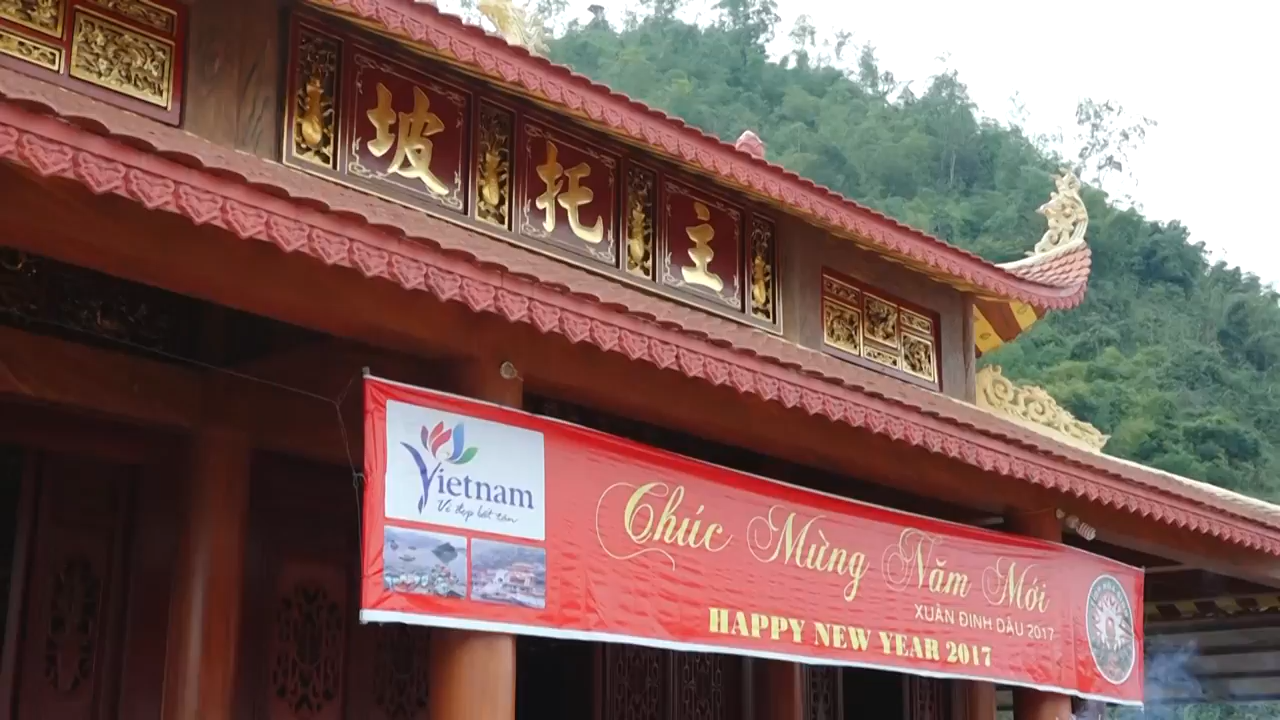 坡托主
Vietnam
Vẻ đẹp bất tận
Chúc Mừng Năm Mới
XUÂN ĐINH DẬU 2017
HAPPY NEW YEAR 2017